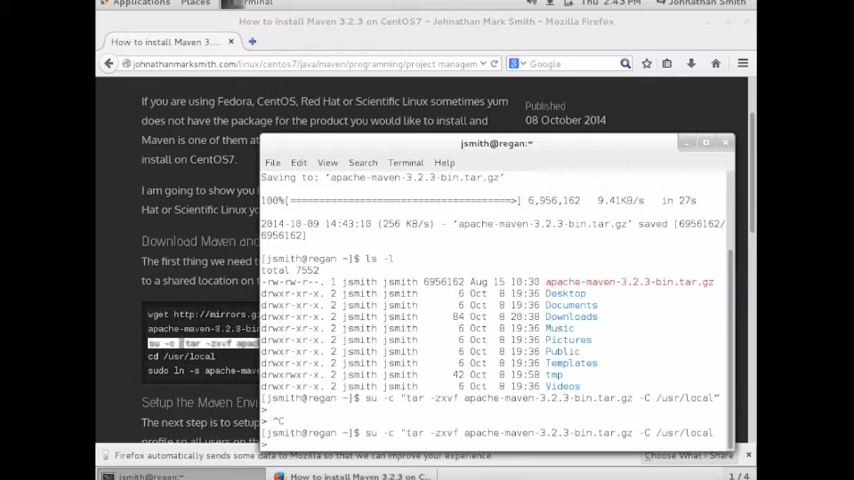 Applications Places Terminal Thu 2:43 PM Johnathan Smith
How to install Maven 3.2.3 on CentOS7 – Johnathan Mark Smith - Mozilla Firefox
How to install Maven 3.2.3 ...
johnathanmarksmith.com/linux/centos7/java/maven/programming/project managem
Google
If you are using Fedora, CentOS, Red Hat or Scientific Linux sometimes yum
does not have the package for the product you would like to install and
Maven is one of them at
install on CentOS7.
I am going to show you
Hat or Scientific Linux yo
Published
08 October 2014
Download Maven and
The first thing we need t
to a shared location on t
wget http://mirrors.g
apache-maven-3.2.3-bi
su -c "tar -zxvf apac
cd /usr/local
sudo ln -s apache-mav
Setup the Maven Envi
The next step is to setup
profile so all users on th
jsmith@regan:~
File Edit View Search Terminal Help
Saving to: ‘apache-maven-3.2.3-bin.tar.gz’
100%[======================================>] 6,956,162 9.41KB/s in 27s
2014-10-09 14:43:10 (256 KB/s) - ‘apache-maven-3.2.3-bin.tar.gz’ saved [6956162/
6956162]
[jsmith@regan ~]$ ls -l
total 7552
-rw-rw-r--. 1 jsmith jsmith 6956162 Aug 15 10:30 apache-maven-3.2.3-bin.tar.gz
drwxr-xr-x. 2 jsmith jsmith 6 Oct 8 19:36 Desktop
drwxr-xr-x. 2 jsmith jsmith 6 Oct 8 19:36 Documents
drwxr-xr-x. 2 jsmith jsmith 84 Oct 8 20:38 Downloads
drwxr-xr-x. 2 jsmith jsmith 6 Oct 8 19:36 Music
drwxr-xr-x. 2 jsmith jsmith 6 Oct 8 19:36 Pictures
drwxr-xr-x. 2 jsmith jsmith 6 Oct 8 19:36 Public
drwxr-xr-x. 2 jsmith jsmith 6 Oct 8 19:36 Templates
drwxrwxr-x. 2 jsmith jsmith 42 Oct 8 19:58 tmp
drwxr-xr-x. 2 jsmith jsmith 6 Oct 8 19:36 Videos
[jsmith@regan ~]$ su -c "tar -zxvf apache-maven-3.2.3-bin.tar.gz -C /usr/local”
>
> ^C
[jsmith@regan ~]$ su -c "tar -zxvf apache-maven-3.2.3-bin.tar.gz -C /usr/local
>
Firefox automatically sends some data to Mozilla so that we can improve your experience. Choose What I Share
jsmith@regan:~ How to install Maven 3.2.3 on C... 1 / 4